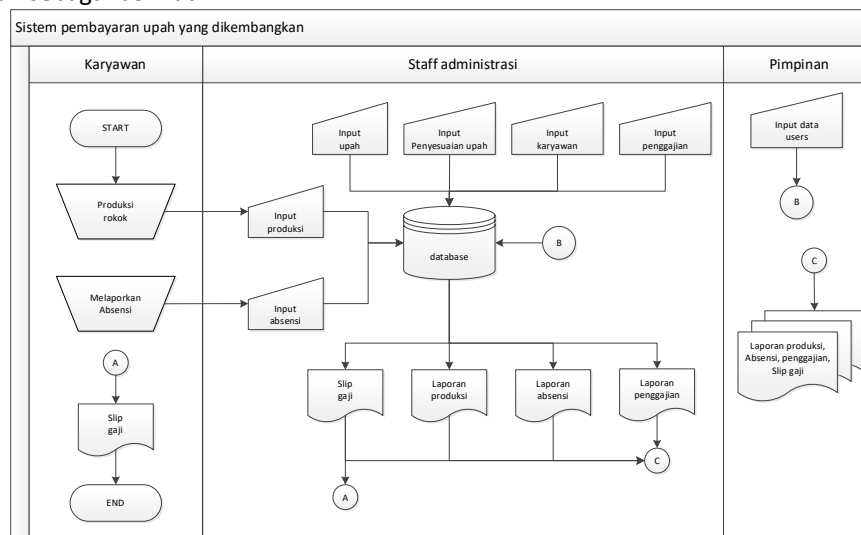 Sistem pembayaran upah yang dikembangkan
Karyawan
Staff administrasi
Pimpinan
START
Produksi
rokok
Melaporkan
Absensi
A
Slip
gaji
END
Input
upah
Input
Penyesuaian upah
Input
karyawan
Input
penggajian
Input
produksi
Input
absensi
database
B
Slip
gaji
Laporan
produksi
Laporan
absensi
Laporan
penggajian
A
C
Input data
users
B
C
Laporan produksi,
Absensi, penggajian,
Slip gaji